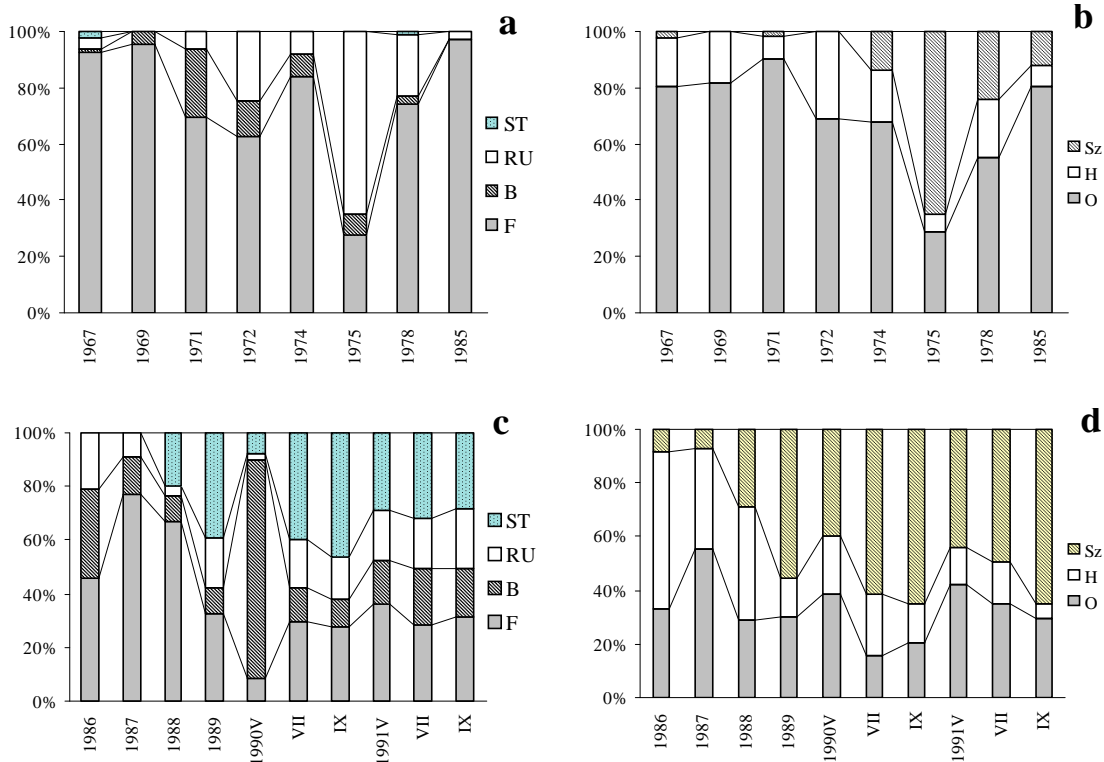 a
100%
80%
60%
40%
20%
0%
1967 1969 1971 1972 1974 1975 1978 1985
ST
RU
B
F
b
100%
80%
60%
40%
20%
0%
1967 1969 1971 1972 1974 1975 1978 1985
Sz
H
O
c
100%
80%
60%
40%
20%
0%
1986 1987 1988 1989 1990V VII IX 1991V VII IX
ST
RU
B
F
d
100%
80%
60%
40%
20%
0%
1986 1987 1988 1989 1990V VII IX 1991V VII IX
Sz
H
O